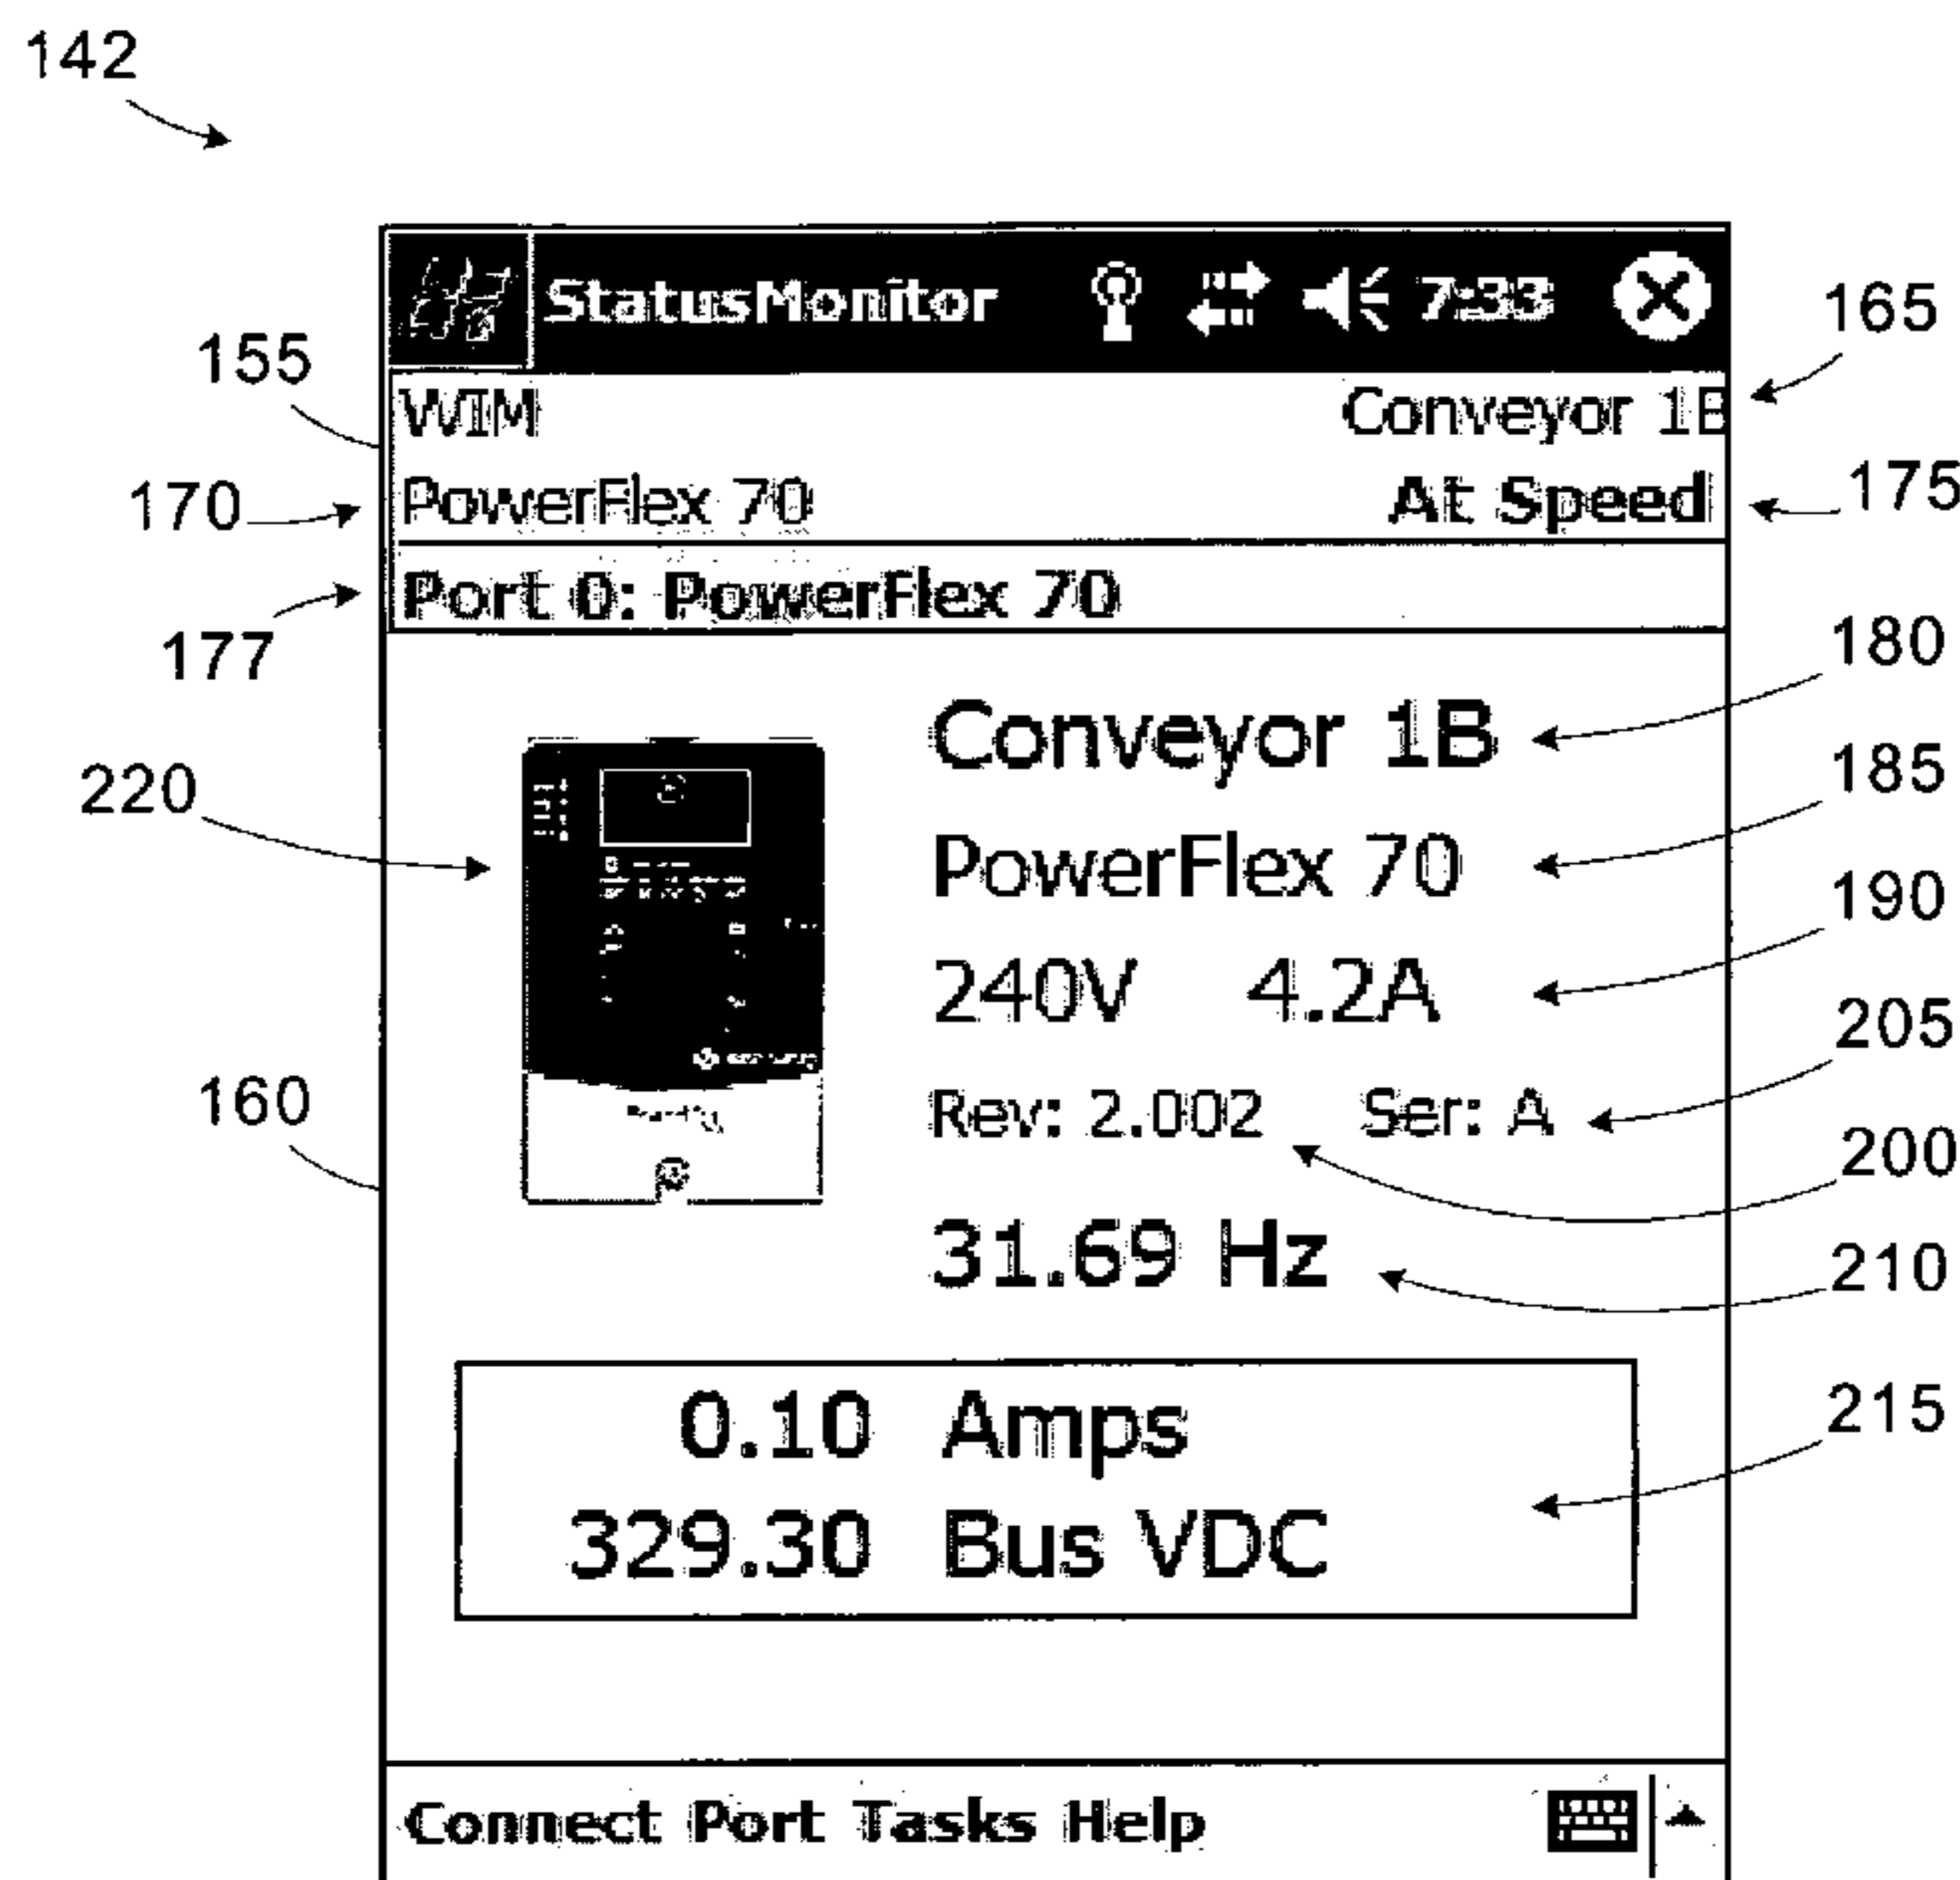 142
StatusMonitor 7:33
165
155
WIM Conveyor 1B
170 PowerFlex 70 At Speed 175
Port 0: PowerFlex 70
177
180
Conveyor 1B
220
185
PowerFlex 70
190
240V 4.2A
205
160
Rev: 2.002 Ser: A
200
31.69 Hz
210
0.10 Amps
215
329.30 Bus VDC
Connect Port Tasks Help